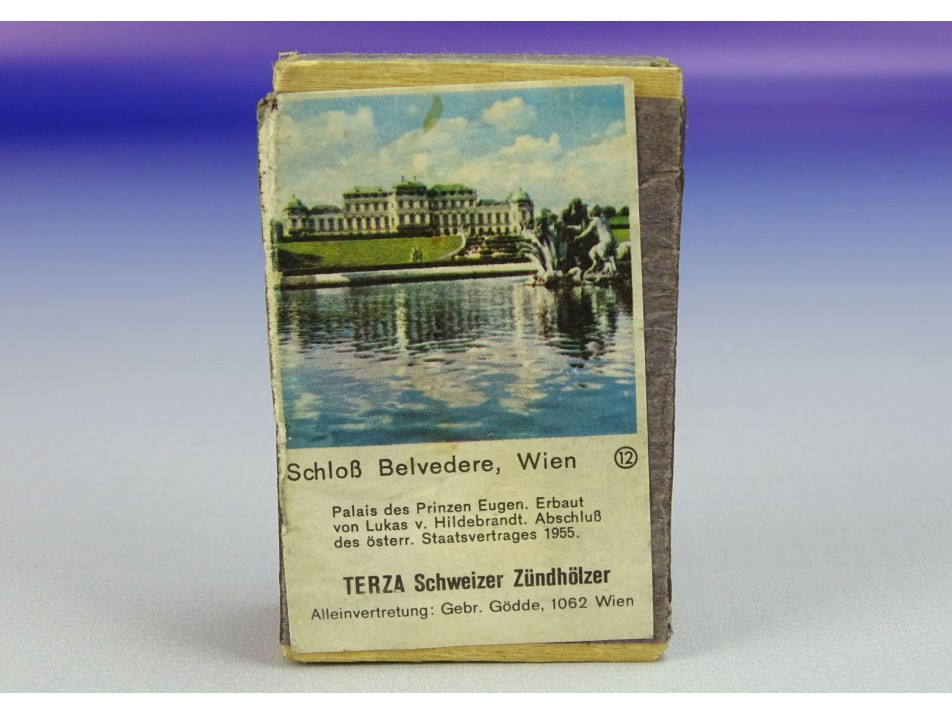 Schloß Belvedere, Wien 12
Palais des Prinzen Eugen. Erbaut
von Lukas v. Hildebrandt. Abschluß
des österr. Staatsvertrages 1955.
TERZA Schweizer Zündhölzer
Alleinvertretung: Gebr. Gödde, 1062 Wien